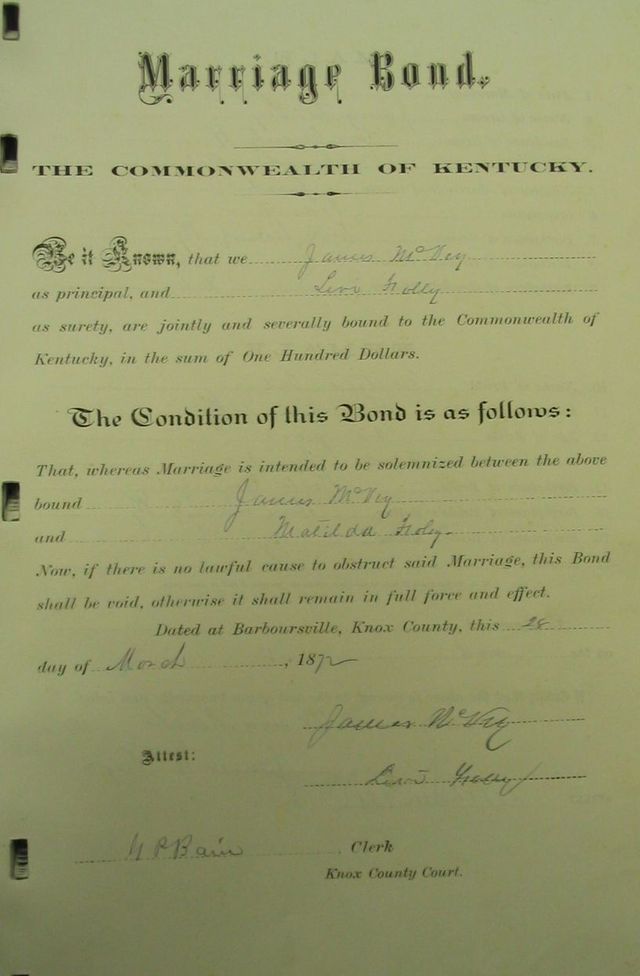 Marriage Bond.
THE COMMONWEALTH OF KENTUCKY.
Be it Known, that we James McVey
as principal, and Levi Foley
as surety, are jointly and severally bound to the Commonwealth of
Kentucky, in the sum of One Hundred Dollars.
The Condition of this Bond is as follows:
That, whereas Marriage is intended to be solemnized between the above
bound James McVey
and Matilda Foley
Now, if there is no lawful cause to obstruct said Marriage, this Bond
shall be void, otherwise it shall remain in full force and effect.
Dated at Barboursville, Knox County, this 28
day of March, 1872
James McVey
Attest:
Levi Foley
Bain Clerk
Knox County Court.